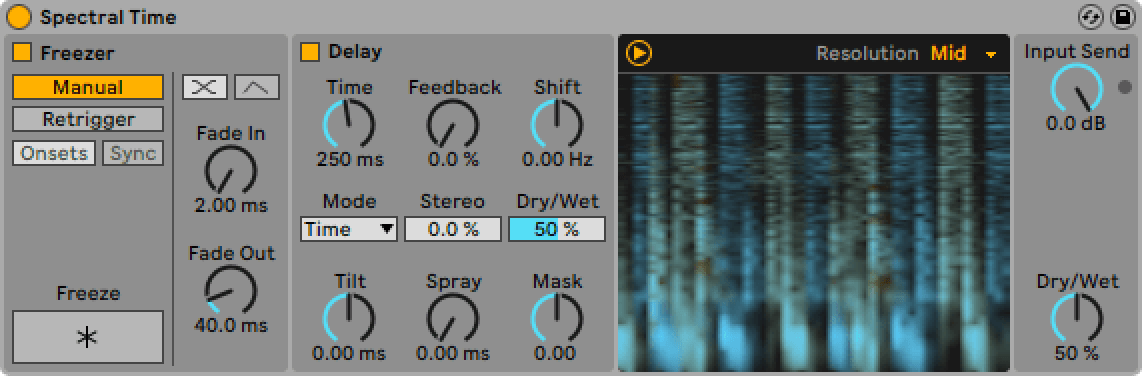 Spectral Time
Freezer
Manual
Retrigger
Onsets Sync
Fade In
2.00 ms
Fade Out
40.0 ms
Freeze
Delay
Time Feedback Shift
250 ms 0.0 % 0.00 Hz
Mode Stereo Dry/Wet
Time 0.0 % 50 %
Tilt Spray Mask
0.00 ms 0.00 ms 0.00
Resolution Mid
Input Send
0.0 dB
Dry/Wet
50 %